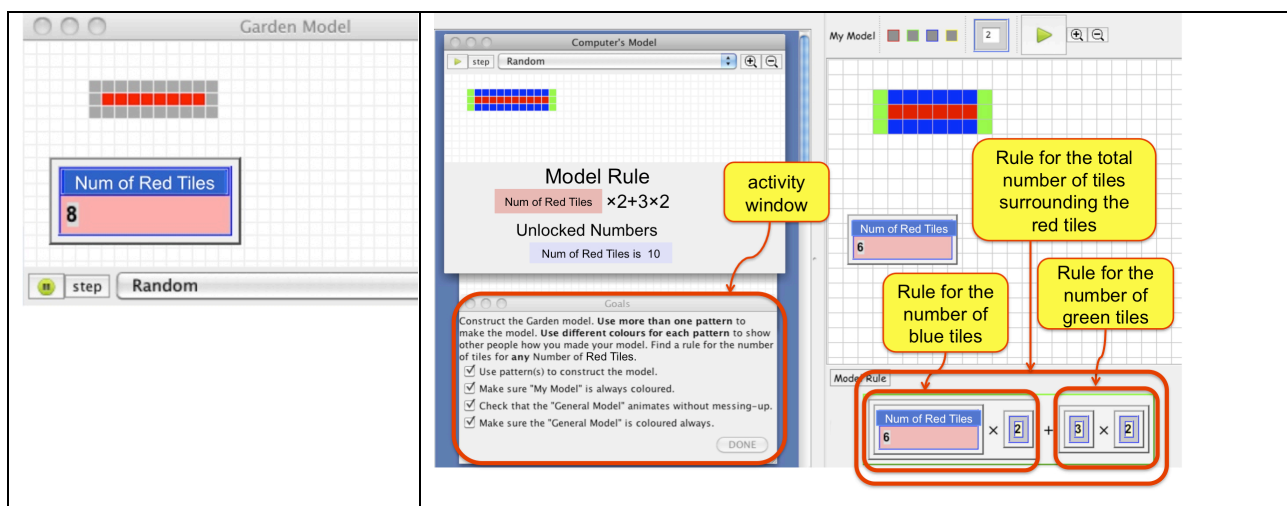 Garden Model
Num of Red Tiles
8
step
Random
Computer's Model
step
Random
Model Rule
Num of Red Tiles ×2+3×2
Unlocked Numbers
Num of Red Tiles is 10
activity
window
Goals
Construct the Garden model. Use more than one pattern to
make the model. Use different colours for each pattern to show
other people how you made your model. Find a rule for the number
of tiles for any Number of Red Tiles.
Use pattern(s) to construct the model.
Make sure "My Model" is always coloured.
Check that the "General Model" animates without messing-up.
Make sure the "General Model" is coloured always.
DONE
My Model
2
Rule for the total
number of tiles
surrounding the
red tiles
Num of Red Tiles
6
Rule for the
number of
blue tiles
Rule for the
number of
green tiles
Model Rule
Num of Red Tiles
6
× 2 + 3 × 2